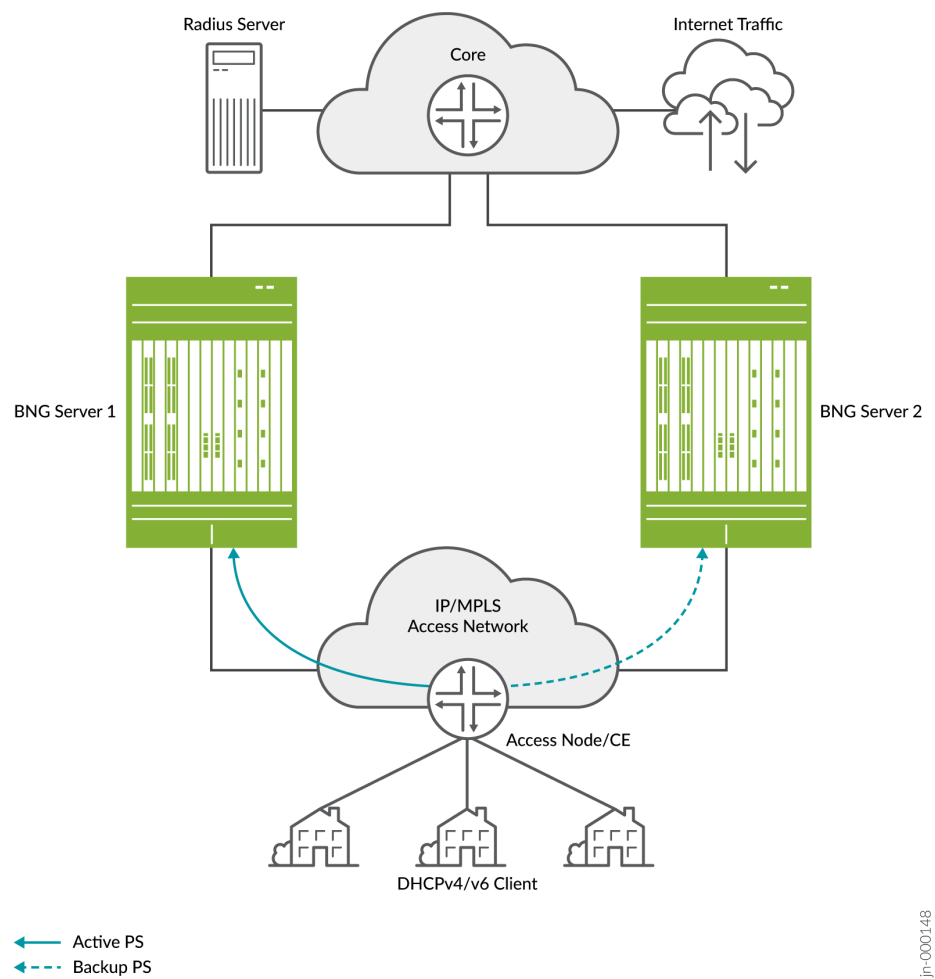 Radius Server
Internet Traffic
Core
BNG Server 1
BNG Server 2
IP/MPLS
Access Network
Access Node/CE
DHCPv4/v6 Client
Active PS
Backup PS
jn-000148